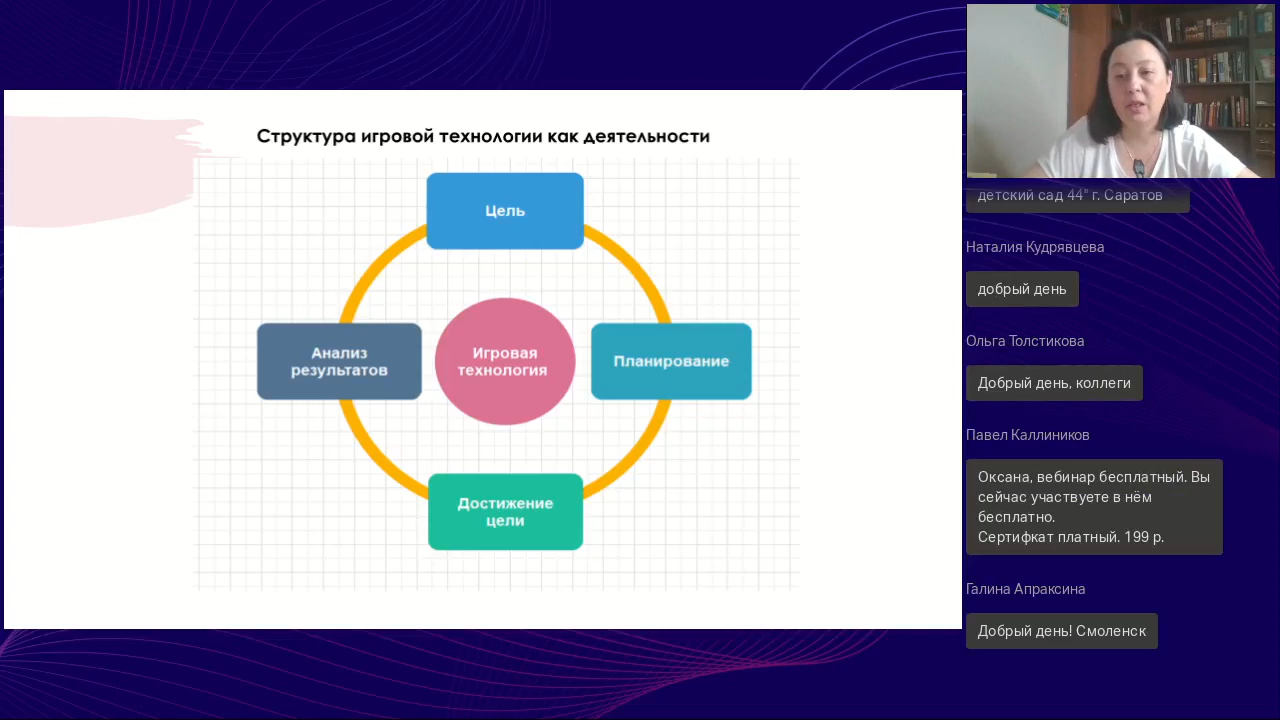 Структура игровой технологии как деятельности
Цель
Анализ
результатов
Игровая
технология
Планирование
Достижение
цели
детский сад 44" г. Саратов
Наталия Кудрявцева
добрый день
Ольга Толстикова
Добрый день, коллеги
Павел Каллиников
Оксана, вебинар бесплатный. Вы
сейчас участвуете в нём
бесплатно.
Сертифкат платный. 199 р.
Галина Апраксина
Добрый день! Смоленск